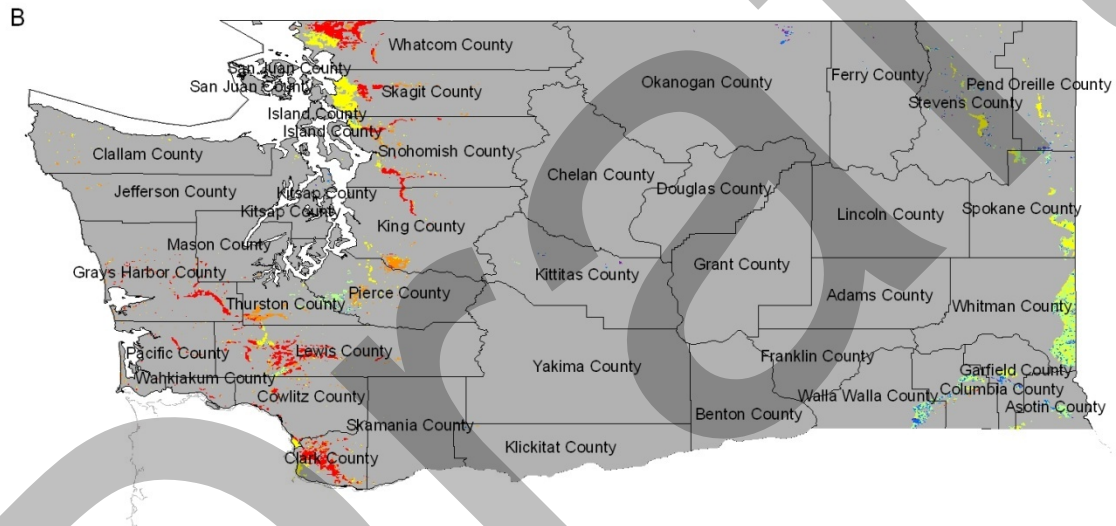 B
Whatcom County
San Juan County
San Juan County
Skagit County
Island County
Island County
Okanogan County
Ferry County
Pend Oreille County
Stevens County
Clallam County
Snohomish County
Chelan County
Douglas County
Jefferson County
Kitsap County
Kitsap County
King County
Lincoln County
Spokane County
Mason County
Grays Harbor County
Kittitas County
Grant County
Pierce County
Thurston County
Adams County
Whitman County
Pacific County
Lewis County
Yakima County
Franklin County
Garfield County
Wahkiakum County
Cowlitz County
Walla Walla County
Columbia County
Asotin County
Skamania County
Benton County
Clark County
Klickitat County